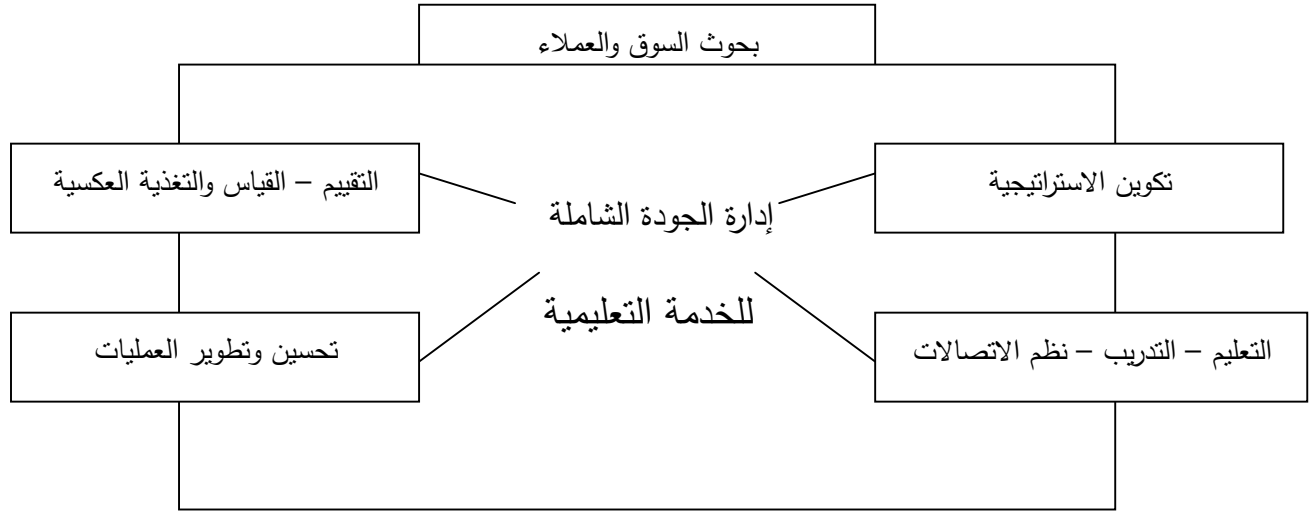 بحوث السوق والعملاء
تكوين الاستراتيجية
التقييم – القياس والتغذية العكسية
إدارة الجودة الشاملة
للخدمة التعليمية
التعليم – التدريب – نظم الاتصالات
تحسين وتطوير العمليات